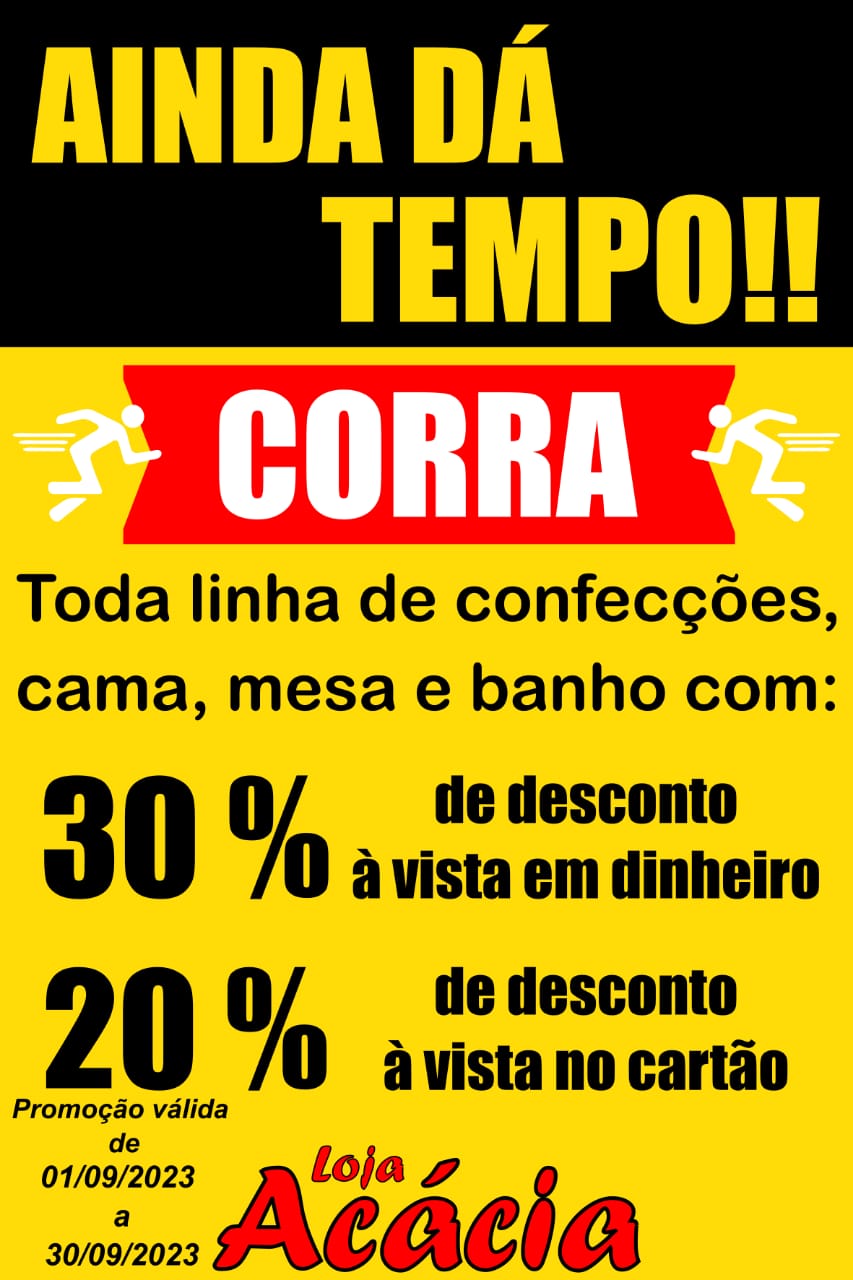 AINDA DÁ
TEMPO!!
CORRA
Toda linha de confecções,
cama, mesa e banho com:
30 %
de desconto
à vista em dinheiro
20 %
de desconto
à vista no cartão
Promoção válida
de
01/09/2023
a
30/09/2023
Loja
Acácia